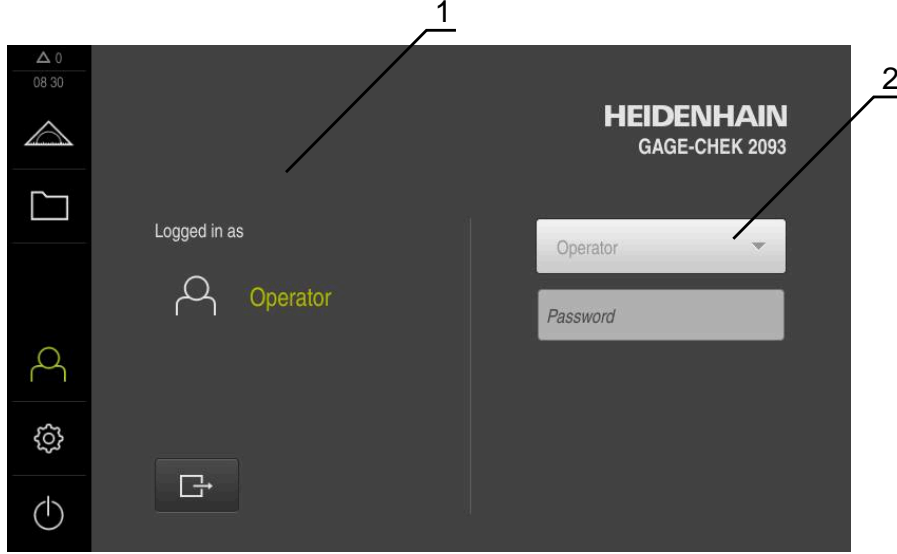 1
0
08 30
2
HEIDENHAIN
GAGE-CHEK 2093
Logged in as
Operator
Operator
Password